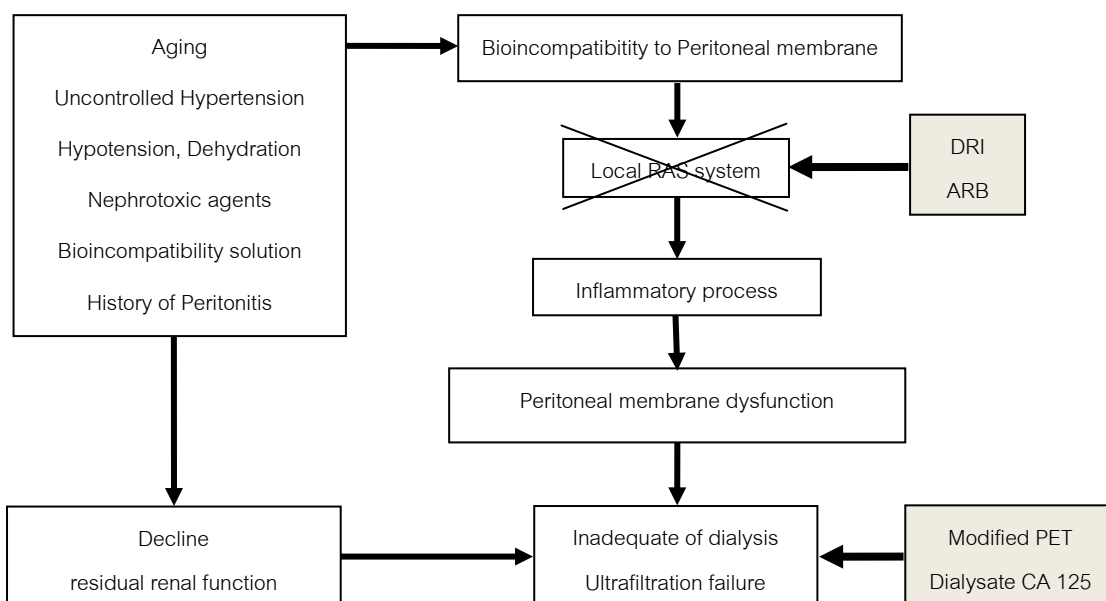 Aging
Uncontrolled Hypertension
Hypotension, Dehydration
Nephrotoxic agents
Bioincompatibility solution
History of Peritonitis
Bioincompatibitity to Peritoneal membrane
Local RAS system
DRI
ARB
Inflammatory process
Peritoneal membrane dysfunction
Decline
residual renal function
Inadequate of dialysis
Ultrafiltration failure
Modified PET
Dialysate CA 125